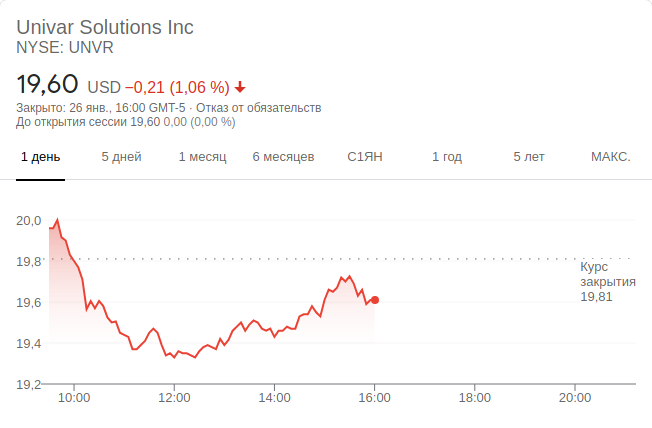 Univar Solutions Inc
NYSE: UNVR
19,60 USD −0,21 (1,06 %)
Закрыто: 26 янв., 16:00 GMT-5 · Отказ от обязательств
До открытия сессии 19,60 0,00 (0,00 %)
1 день 5 дней 1 месяц 6 месяцев С1ЯН 1 год 5 лет МАКС.
20,0
19,8
Курс
закрытия
19,81
19,6
19,4
19,2
10:00 12:00 14:00 16:00 18:00 20:00